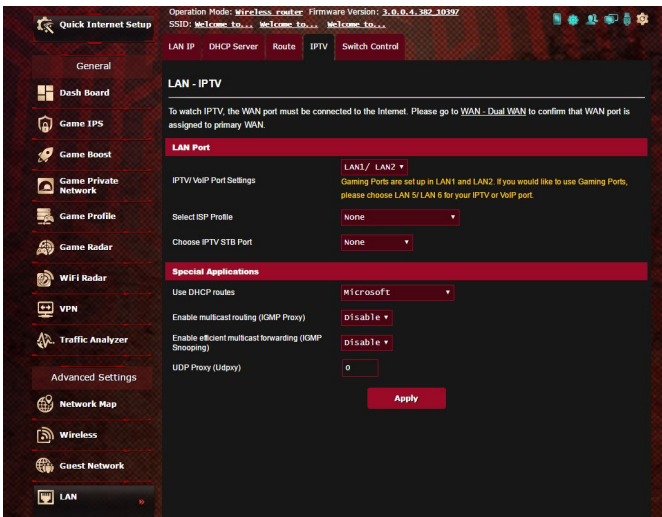 Quick Internet Setup
Operation Mode: Wireless router Firmware Version: 3.0.0.4.382_10397
SSID: Welcome to... Welcome to... Welcome to...
LAN IP DHCP Server Route IPTV Switch Control
General
Dash Board
Game IPS
Game Boost
Game Private
Network
Game Profile
Game Radar
WiFi Radar
VPN
Traffic Analyzer
Advanced Settings
Network Map
Wireless
Guest Network
LAN
LAN - IPTV
To watch IPTV, the WAN port must be connected to the Internet. Please go to WAN - Dual WAN to confirm that WAN port is
assigned to primary WAN.
LAN Port
IPTV/ VoIP Port Settings
LAN1/ LAN2
Gaming Ports are set up in LAN1 and LAN2. If you would like to use Gaming Ports,
please choose LAN 5/ LAN 6 for your IPTV or VoIP port.
Select ISP Profile None
Choose IPTV STB Port None
Special Applications
Use DHCP routes Microsoft
Enable multicast routing (IGMP Proxy) Disable
Enable efficient multicast forwarding (IGMP
Snooping)
Disable
UDP Proxy (Udpxy) 0
Apply